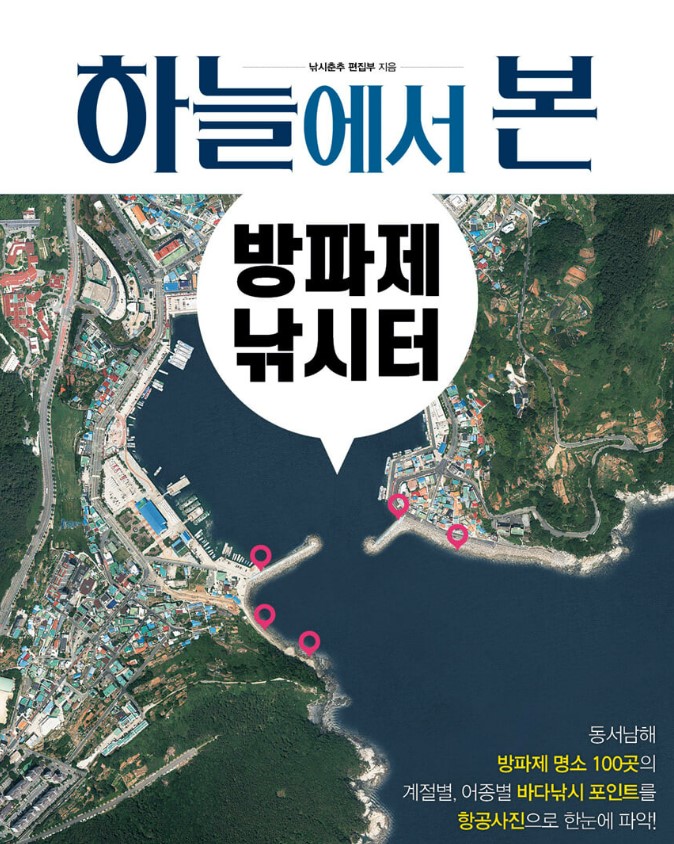 낚시춘추 편집부 지음
하늘에서 본
방파제
낚시터
동서남해
방파제 명소 100곳의
계절별, 어종별 바다낚시 포인트를
항공사진으로 한눈에 파악!